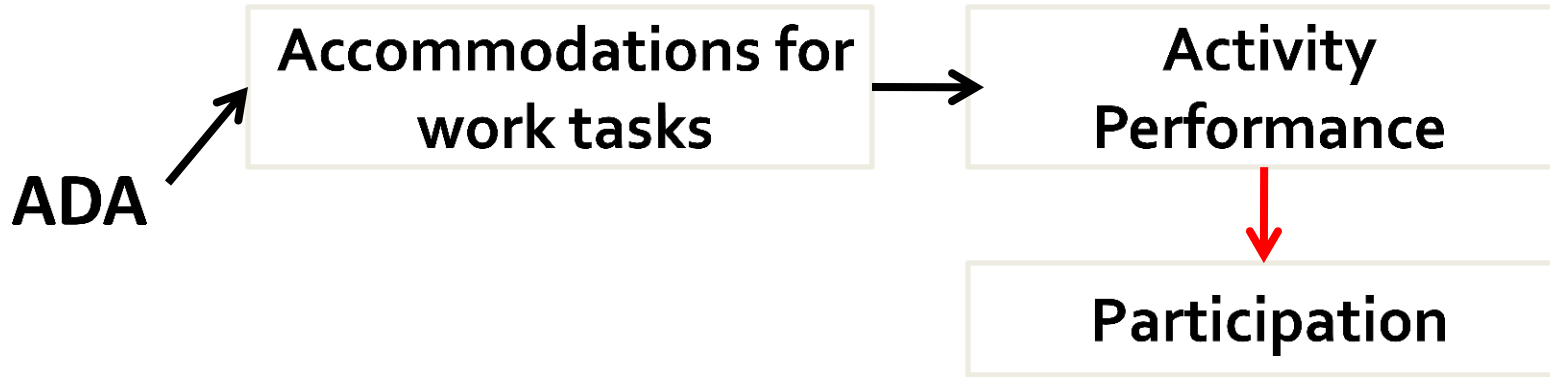 ADA
Accommodations for
work tasks
Activity
Performance
Participation